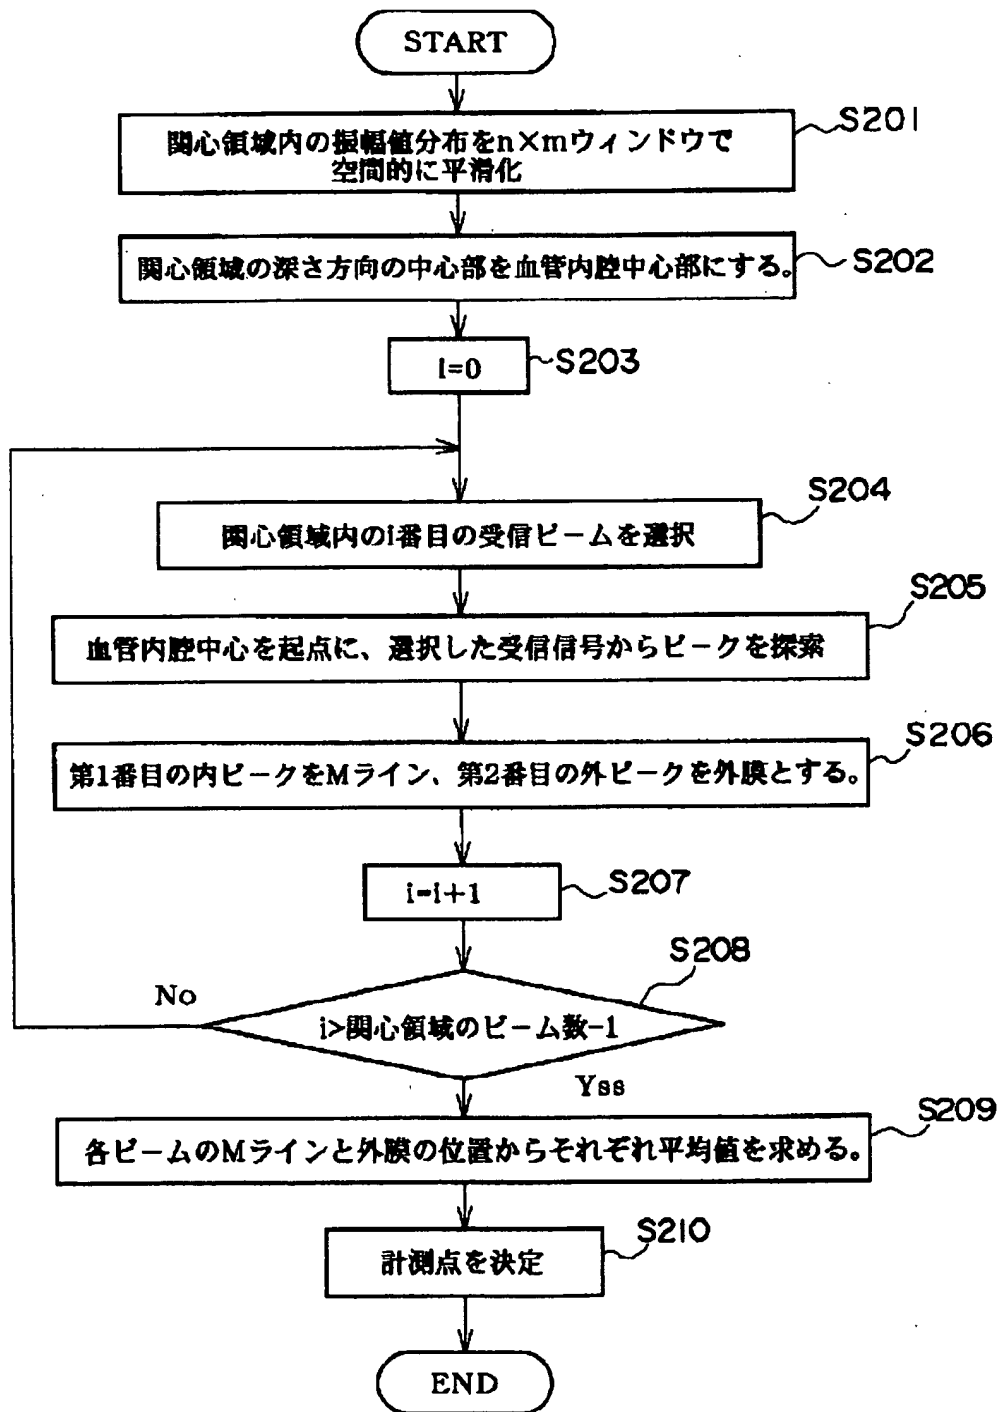 START
関心領域内の振幅値分布をn×mウィンドウで
空間的に平滑化
S201
関心領域の深さ方向の中心部を血管内腔中心部にする。
S202
i=0
S203
S204
関心領域内のi番目の受信ビームを選択
S205
血管内腔中心を起点に、選択した受信信号からピークを探索
S206
第1番目の内ピークをMライン、第2番目の外ピークを外膜とする。
i=i+1
S207
S208
No
i>関心領域のビーム数-1
Yss
S209
各ビームのMラインと外膜の位置からそれぞれ平均値を求める。
S210
計測点を決定
END